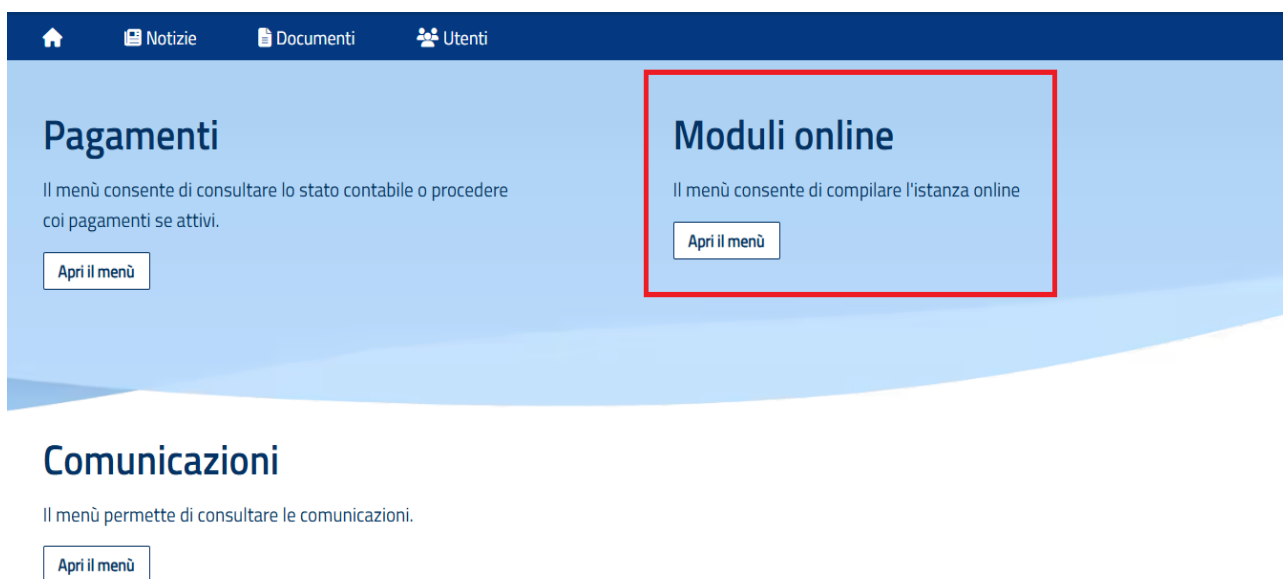 Notizie Documenti Utenti
Pagamenti
Il menù consente di consultare lo stato contabile o procedere
coi pagamenti se attivi.
Apri il menù
Moduli online
Il menù consente di compilare l'istanza online
Apri il menù
Comunicazioni
Il menù permette di consultare le comunicazioni.
Apri il menù